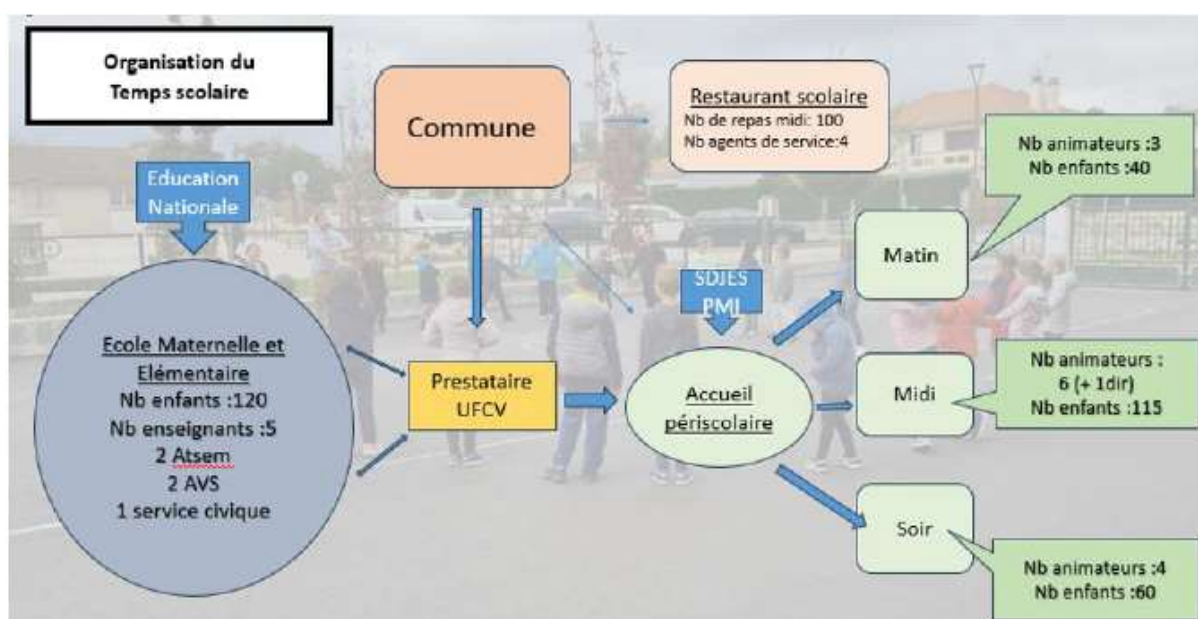 Organisation du
Temps scolaire
Commune
Restaurant scolaire
Nb de repas midi: 100
Nb agents de service:4
Nb animateurs :3
Nb enfants :40
Education
Nationale
Matin
SDJES
PMI
Ecole Maternelle et
Elémentaire
Nb enfants :120
Nb enseignants :5
2 Atsem
2 AVS
1 service civique
Prestataire
UFCV
Accueil
périscolaire
Midi
Nb animateurs :
6 (+ 1dir)
Nb enfants :115
Soir
Nb animateurs :4
Nb enfants :60